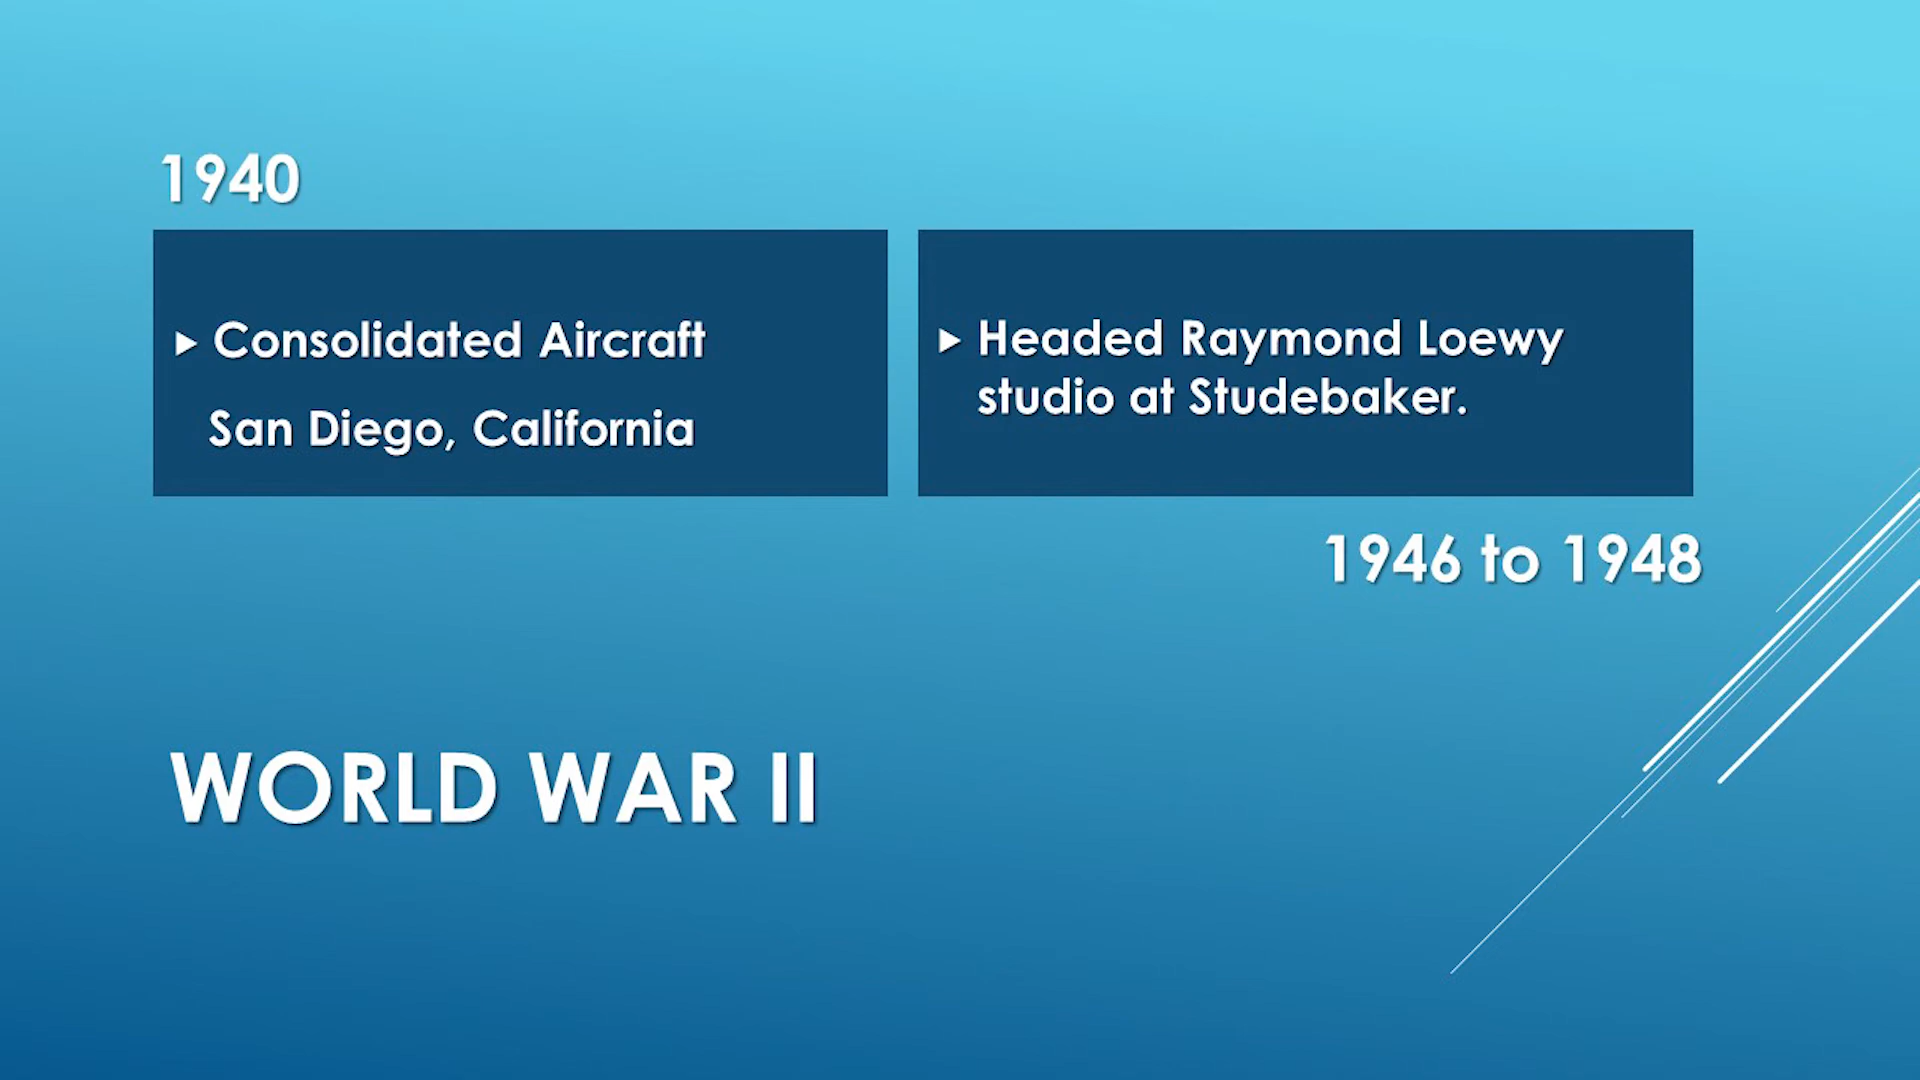 1940
Consolidated Aircraft
San Diego, California
Headed Raymond Loewy
studio at Studebaker.
1946 to 1948
WORLD WAR II